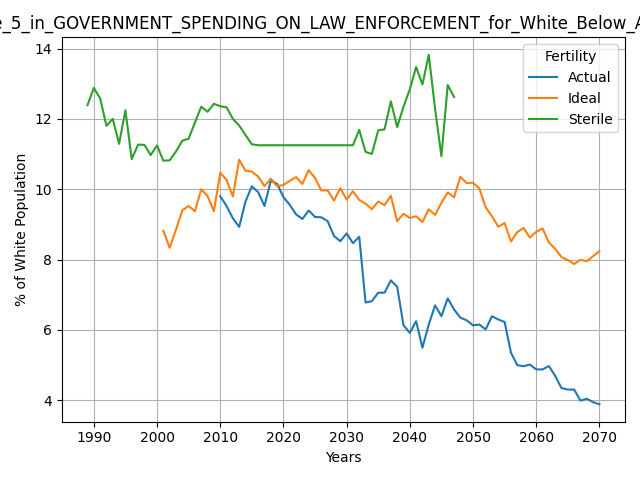 e_5_in_GOVERNMENT_SPENDING_ON_LAW_ENFORCEMENT_for_White_Below_A
Fertility
Actual
Ideal
Sterile
% of White Population
14
12
10
8
6
4
1990 2000 2010 2020 2030 2040 2050 2060 2070
Years